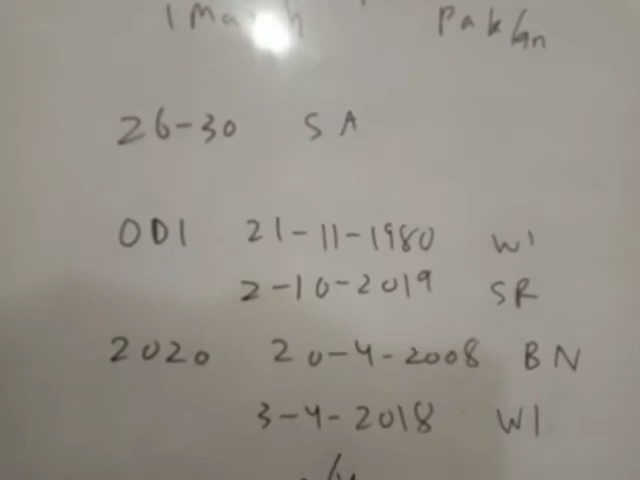 1 March Pak
26-30 SA
ODI 21-11-1980 WI
2-10-2019 SR
2020 20-4-2008 BN
3-4-2018 WI